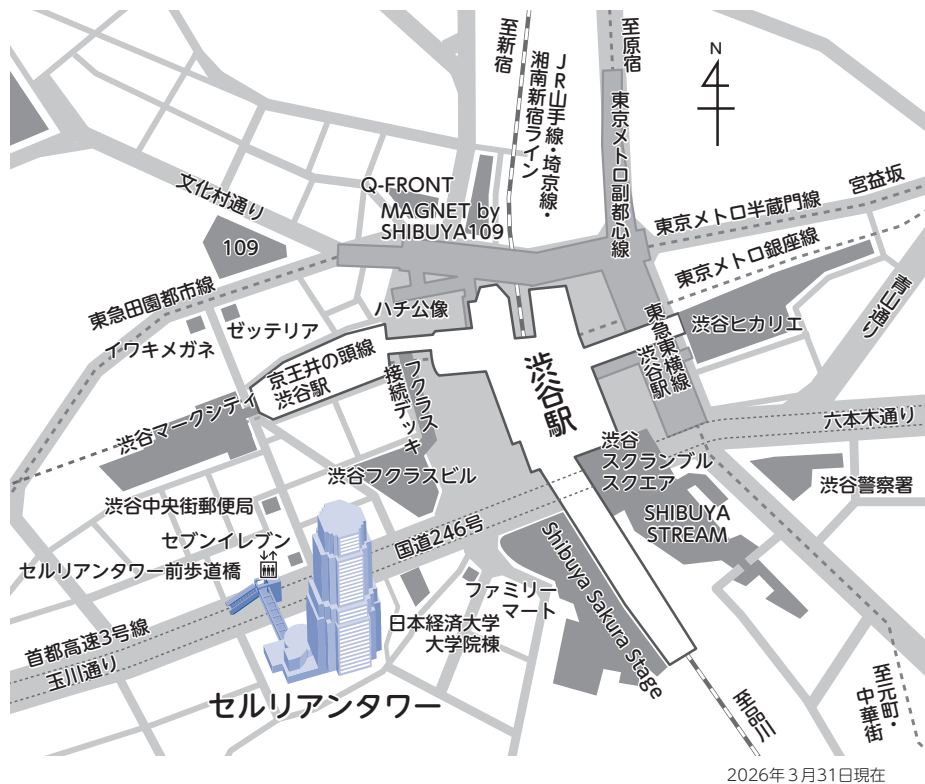 至新宿
JR山手線・埼京線・
湘南新宿ライン
至原宿
東京メトロ副都心線
N
文化村通り
Q-FRONT
MAGNET by
SHIBUYA109
東京メトロ半蔵門線
宮益坂
109
東京メトロ銀座線
青山通り
東急田園都市線
ハチ公像
ゼッテリア
イワキメガネ
東急東横線
渋谷駅
渋谷ヒカリエ
京王井の頭線
渋谷駅
フクラス
接続デッキ
渋谷駅
渋谷マークシティ
六本木通り
渋谷
スクランブル
スクエア
渋谷フクラスビル
渋谷警察署
渋谷中央街郵便局
SHIBUYA
STREAM
国道246号
セブンイレブン
セルリアンタワー前歩道橋
Shibuya Sakura Stage
ファミリー
マート
日本経済大学
大学院棟
首都高速3号線
玉川通り
セルリアンタワー
至品川
至元町・
中華街
2026年3月31日現在